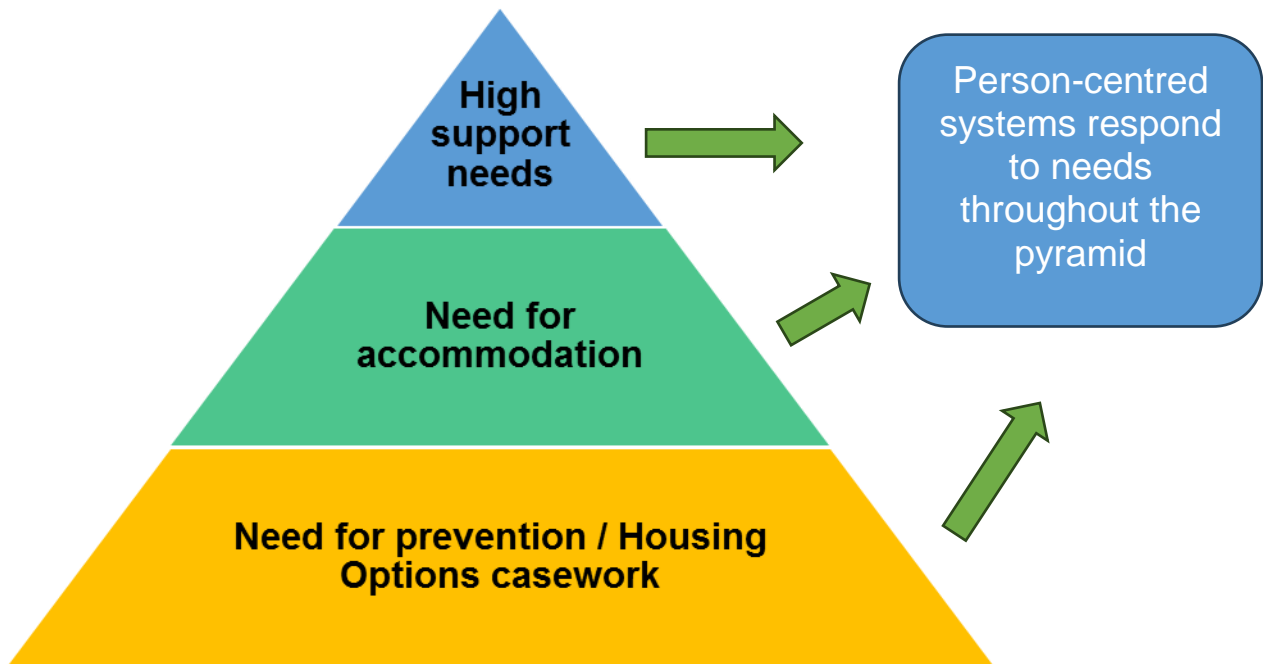 High
support
needs
Need for
accommodation
Need for prevention / Housing
Options casework
Person-centred
systems respond
to needs
throughout the
pyramid